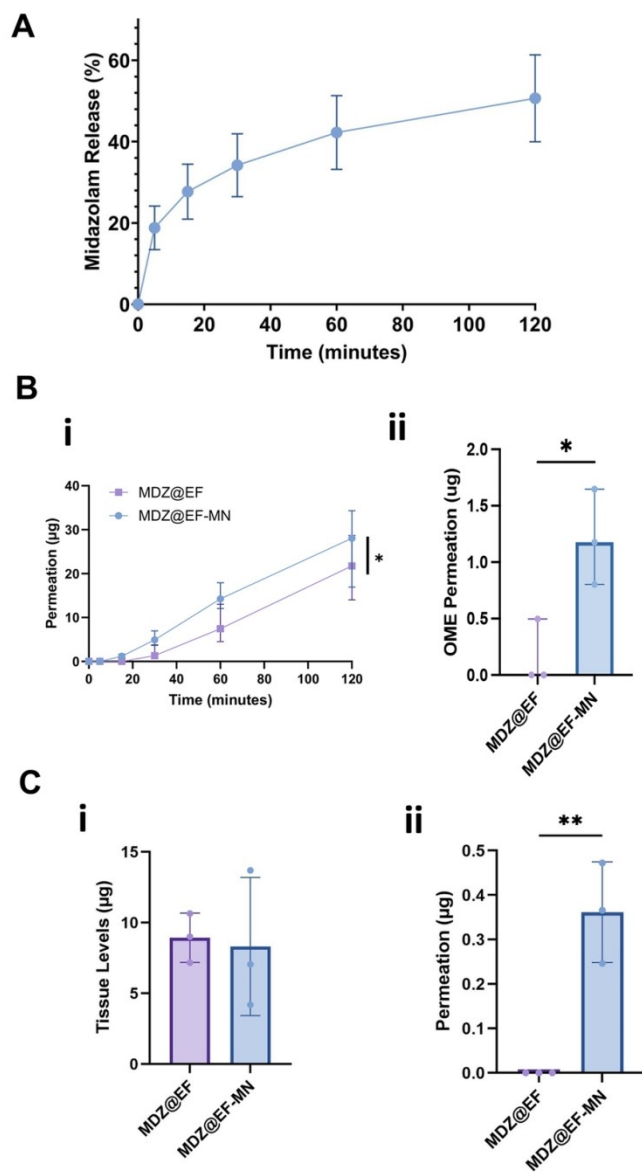 A
Midazolam Release (%)
60
40
20
0
0 20 40 60 80 100 120
Time (minutes)
B
i
MDZ@EF
MDZ@EF-MN
Permeation (µg)
40
30
20
10
0
0 20 40 60 80 100 120
Time (minutes)
*
ii
*
OME Permeation (ug)
2.0
1.5
1.0
0.5
0.0
MDZ@EF
MDZ@EF-MN
C
i
Tissue Levels (µg)
15
10
5
0
MDZ@EF
MDZ@EF-MN
ii
**
Permeation (µg)
0.5
0.4
0.3
0.2
0.1
0.0
MDZ@EF
MDZ@EF-MN